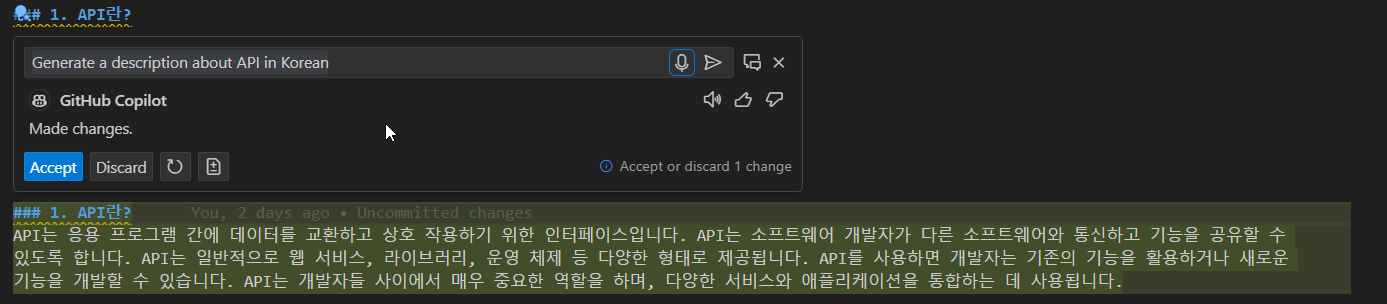 ### 1. API란?
Generate a description about API in Korean
GitHub Copilot
Made changes.
Accept Discard Accept or discard 1 change
### 1. API란? You, 2 days ago • Uncommitted changes
API는 응용 프로그램 간에 데이터를 교환하고 상호 작용하기 위한 인터페이스입니다. API는 소프트웨어 개발자가 다른 소프트웨어와 통신하고 기능을 공유할 수
있도록 합니다. API는 일반적으로 웹 서비스, 라이브러리, 운영 체제 등 다양한 형태로 제공됩니다. API를 사용하면 개발자는 기존의 기능을 활용하거나 새로운
기능을 개발할 수 있습니다. API는 개발자들 사이에서 매우 중요한 역할을 하며, 다양한 서비스와 애플리케이션을 통합하는 데 사용됩니다.